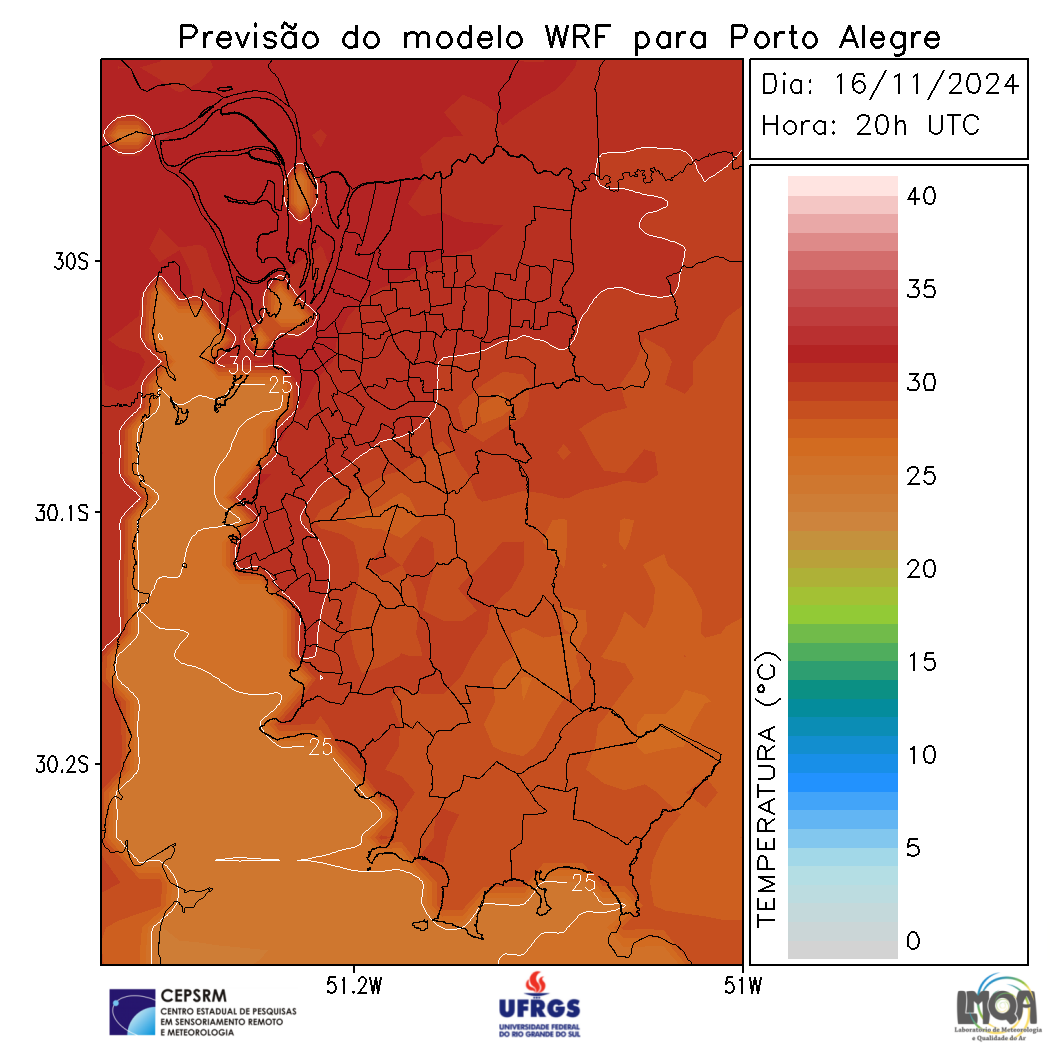 Previsão do modelo WRF para Porto Alegre
Dia: 16/11/2024
Hora: 20h UTC
40
35
30
25
20
15
10
5
0
TEMPERATURA (°C)
30S
30.1S
30.2S
51.2W
51W
30
25
25
25
CEPSRM
CENTRO ESTADUAL DE PESQUISAS
EM SENSORIAMENTO REMOTO
E METEOROLOGIA
UFRGS
UNIVERSIDADE FEDERAL
DO RIO GRANDE DO SUL
LMQA
Laboratório de Meteorologia
e Qualidade do Ar